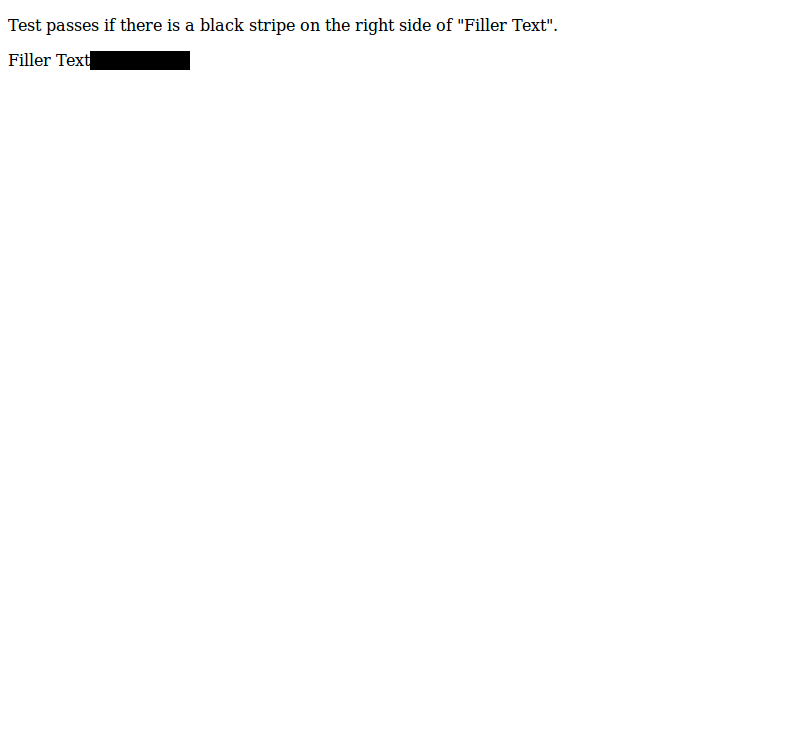 Test passes if there is a black stripe on the right side of "Filler Text".
Filler Text